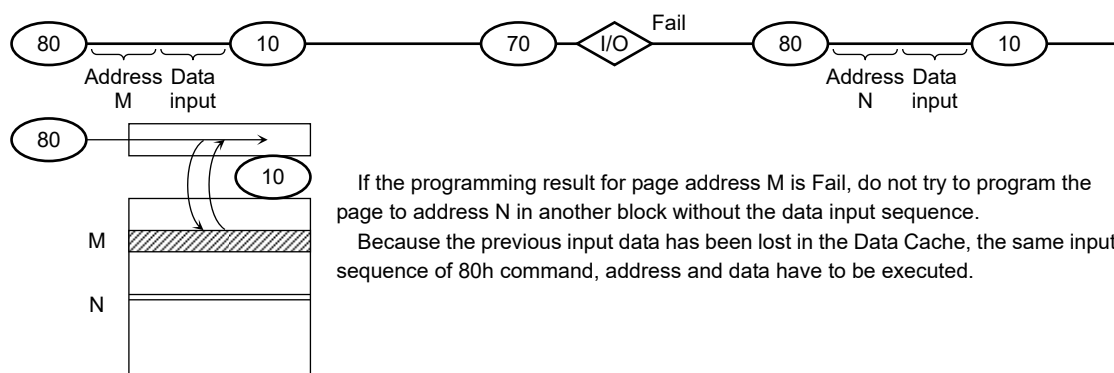 Fail
80 10 70 I/O 80 10
Address Data Address Data
M input N input
80
10
If the programming result for page address M is Fail, do not try to program the
page to address N in another block without the data input sequence.
M
Because the previous input data has been lost in the Data Cache, the same input
sequence of 80h command, address and data have to be executed.
N